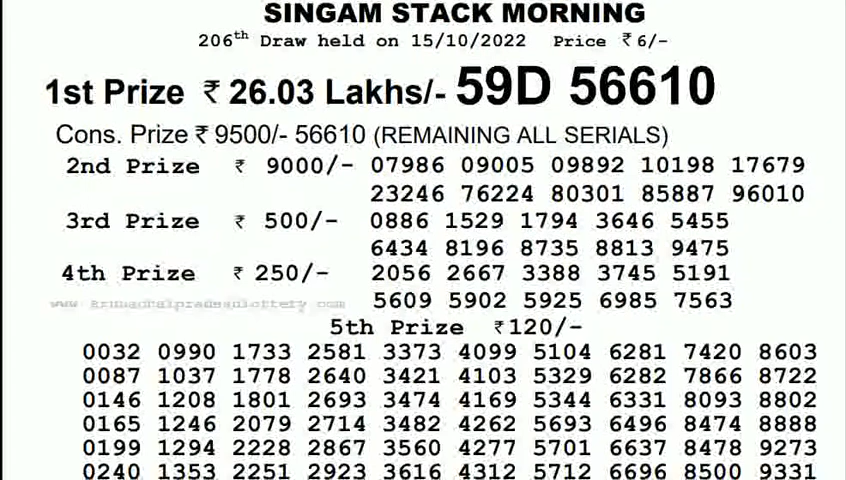 SINGAM STACK MORNING
206th Draw held on 15/10/2022 Price ₹ 6/-
1st Prize ₹ 26.03 Lakhs/- 59D 56610
Cons. Prize ₹ 9500/- 56610 (REMAINING ALL SERIALS)
2nd Prize ₹ 9000/- 07986 09005 09892 10198 17679
23246 76224 80301 85887 96010
3rd Prize ₹ 500/- 0886 1529 1794 3646 5455
6434 8196 8735 8813 9475
4th Prize ₹ 250/- 2056 2667 3388 3745 5191
www.arunachalpradeshlottery.com 5609 5902 5925 6985 7563
5th Prize ₹120/-
0032 0990 1733 2581 3373 4099 5104 6281 7420 8603
0087 1037 1778 2640 3421 4103 5329 6282 7866 8722
0146 1208 1801 2693 3474 4169 5344 6331 8093 8802
0165 1246 2079 2714 3482 4262 5693 6496 8474 8888
0199 1294 2228 2867 3560 4277 5701 6637 8478 9273
0240 1353 2251 2923 3616 4312 5712 6696 8500 9331